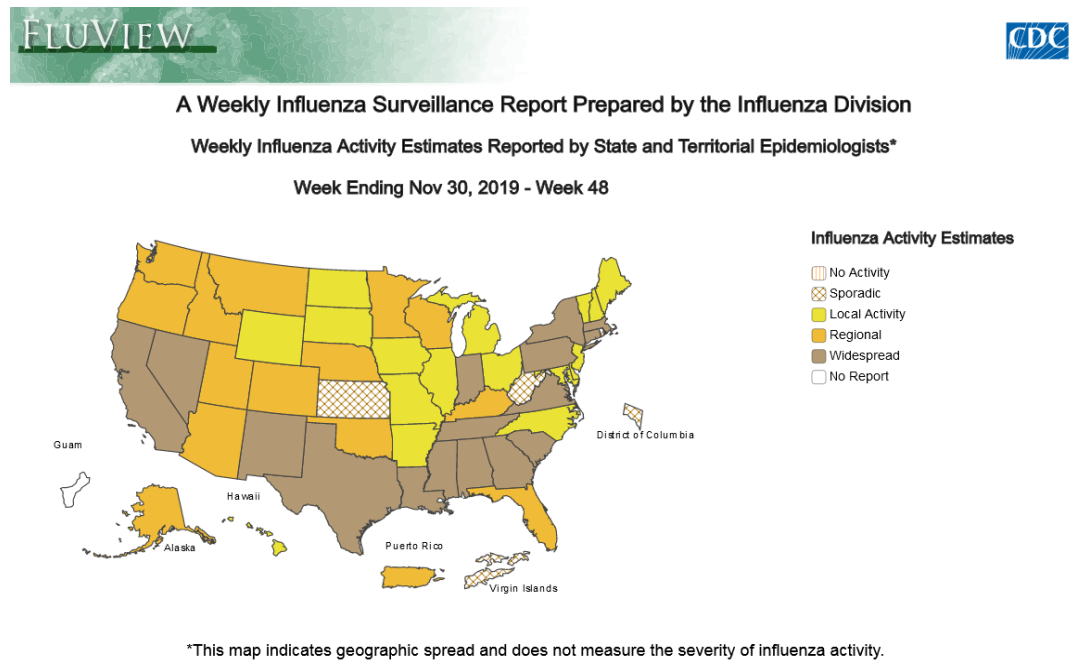 FLUVIEW
CDC
A Weekly Influenza Surveillance Report Prepared by the Influenza Division
Weekly Influenza Activity Estimates Reported by State and Territorial Epidemiologists*
Week Ending Nov 30, 2019 - Week 48
Influenza Activity Estimates
No Activity
Sporadic
Local Activity
Regional
Widespread
No Report
District of Columbia
Guam
Hawaii
Alaska
Puerto Rico
Virgin Islands
*This map indicates geographic spread and does not measure the severity of influenza activity.